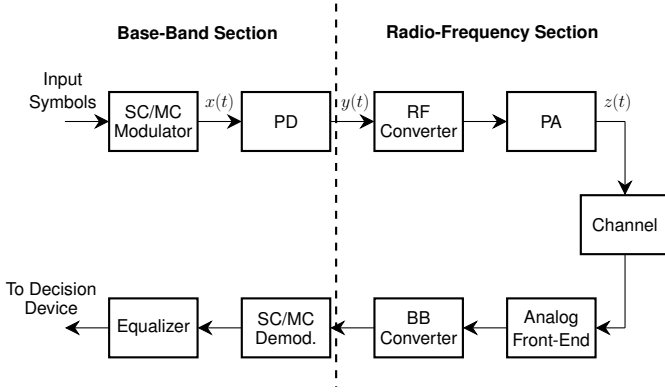 Base-Band Section
Radio-Frequency Section
Input
Symbols
SC/MC
Modulator
x(t)
PD
y(t)
RF
Converter
PA
z(t)
Channel
To Decision
Device
Equalizer
SC/MC
Demod.
BB
Converter
Analog
Front-End